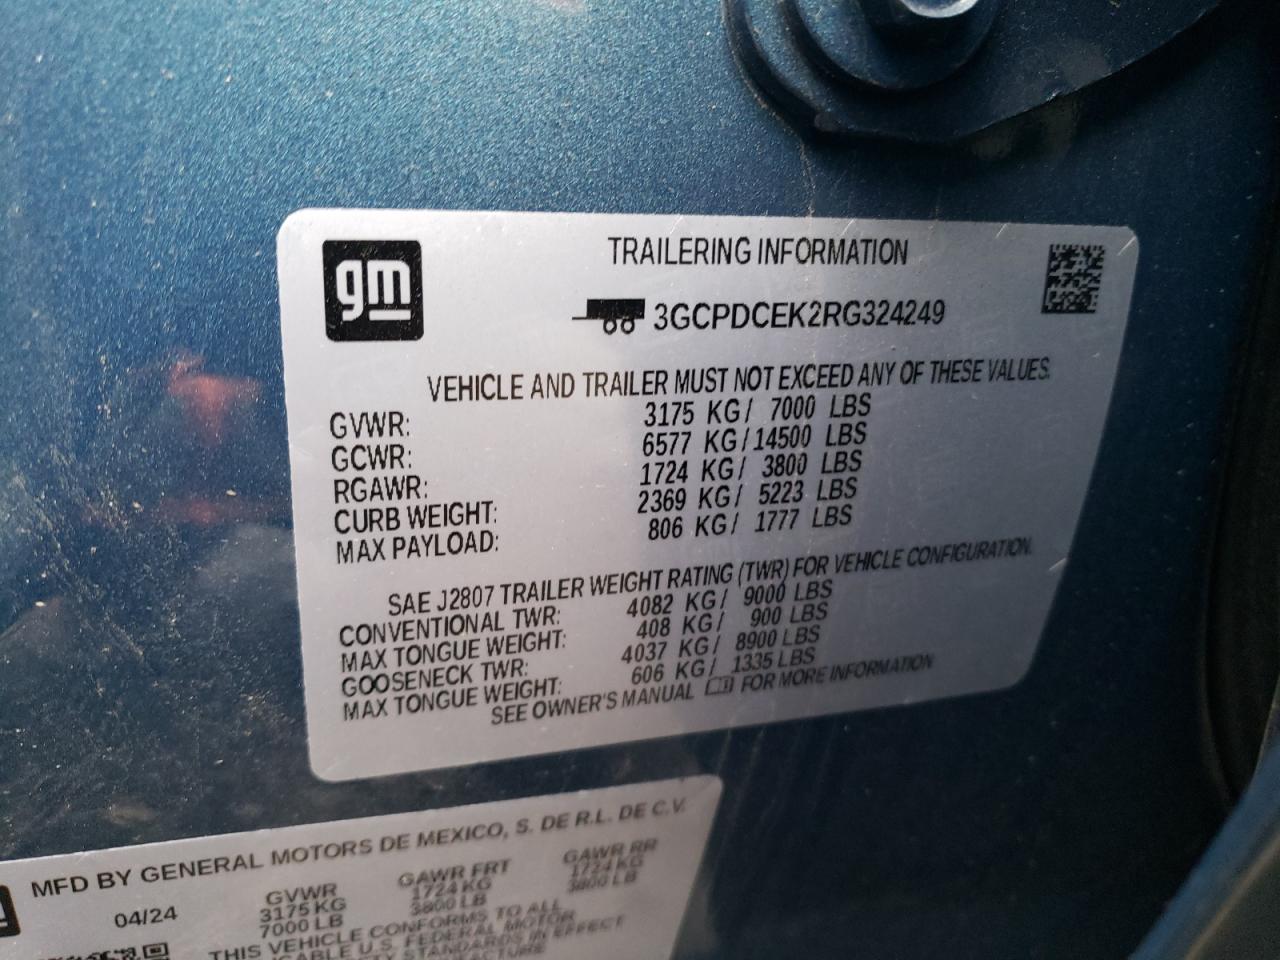 gm
TRAILERING INFORMATION
3GCPDCEK2RG324249
VEHICLE AND TRAILER MUST NOT EXCEED ANY OF THESE VALUES.
GVWR: 3175 KG/ 7000 LBS
GCWR: 6577 KG/14500 LBS
RGAWR: 1724 KG/ 3800 LBS
CURB WEIGHT: 2369 KG/ 5223 LBS
MAX PAYLOAD: 806 KG/ 1777 LBS
SAE J2807 TRAILER WEIGHT RATING (TWR) FOR VEHICLE CONFIGURATION.
CONVENTIONAL TWR: 4082 KG/ 9000 LBS
MAX TONGUE WEIGHT: 408 KG/ 900 LBS
GOOSENECK TWR: 4037 KG/ 8900 LBS
MAX TONGUE WEIGHT: 606 KG/ 1335 LBS
SEE OWNER'S MANUAL FOR MORE INFORMATION
MFD BY GENERAL MOTORS DE MEXICO, S. DE R.L. DE C.V.
04/24 GVWR GAWR FRT GAWR RR
3175 KG 1724 KG 1724 KG
7000 LB 3800 LB 3800 LB
THIS VEHICLE CONFORMS TO ALL
U.S. FEDERAL MOTOR
STANDARDS IN EFFECT